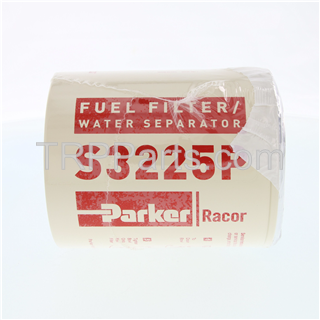 FUEL FILTER/
WATER SEPARATOR
S3225P
Parker Racor